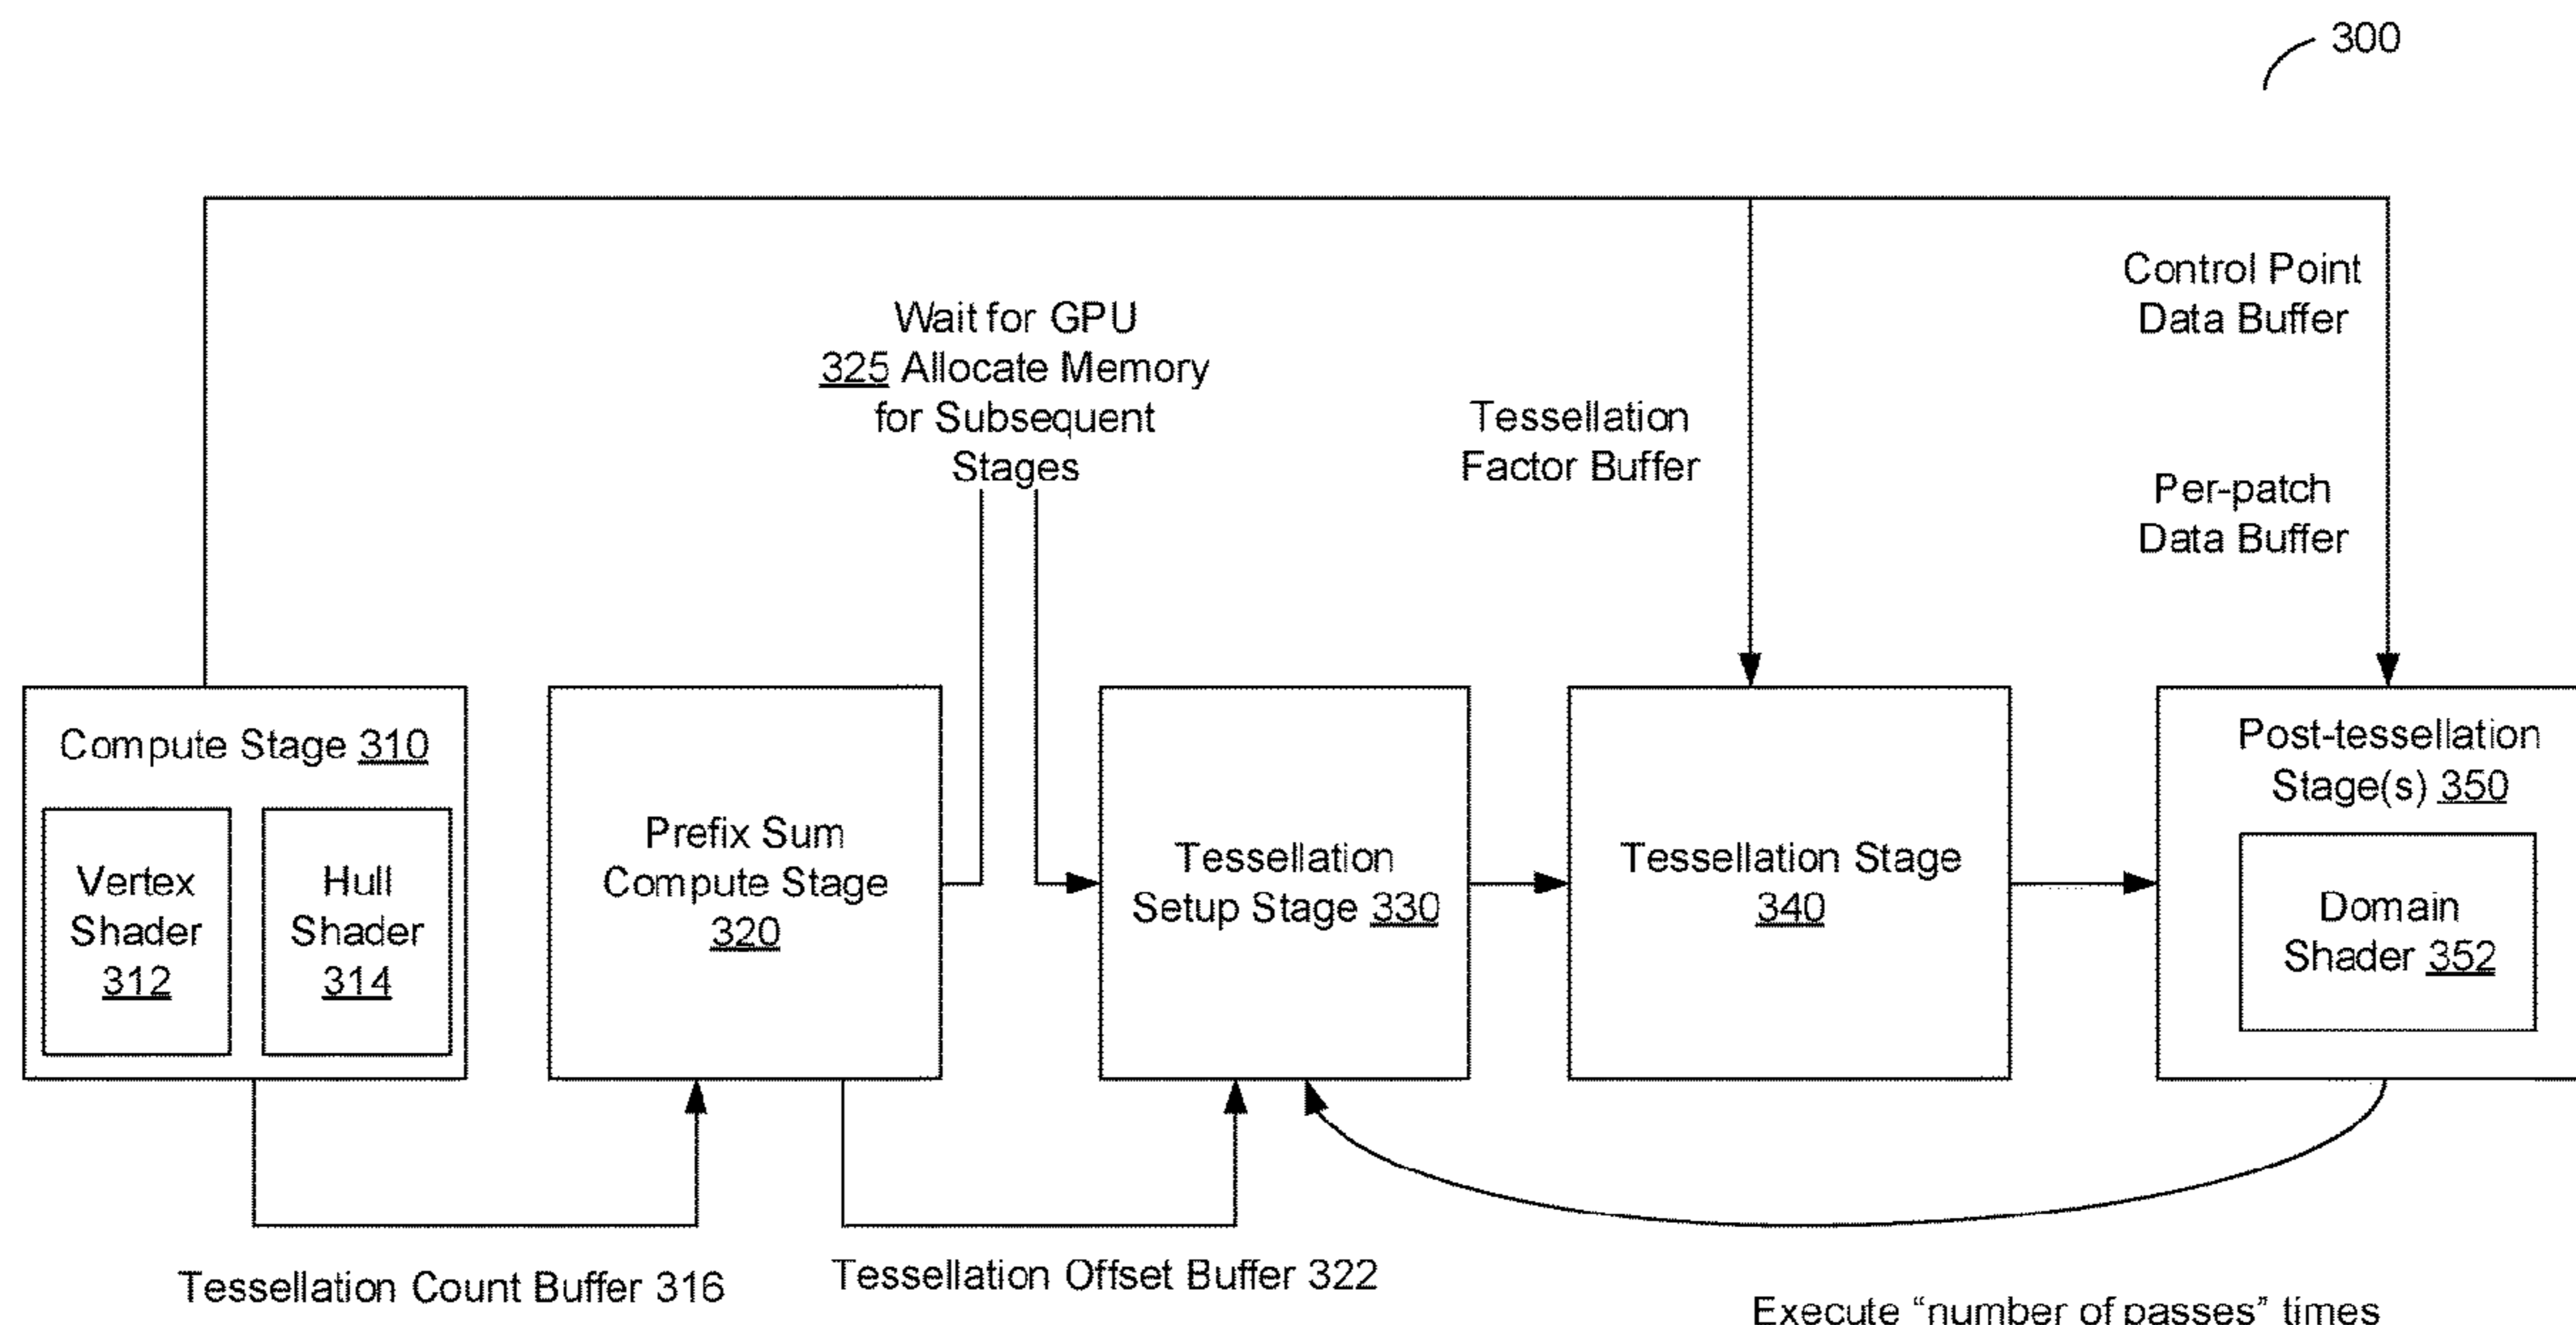 300
Wait for GPU
325 Allocate Memory
for Subsequent
Stages
Tessellation
Factor Buffer
Control Point
Data Buffer
Per-patch
Data Buffer
Compute Stage 310
Vertex
Shader
312
Hull
Shader
314
Prefix Sum
Compute Stage
320
Tessellation
Setup Stage 330
Tessellation Stage
340
Post-tessellation
Stage(s) 350
Domain
Shader 352
Tessellation Count Buffer 316
Tessellation Offset Buffer 322
Execute “number of passes” times